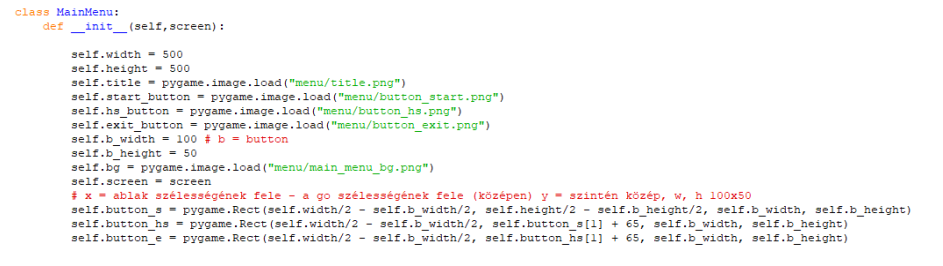 class MainMenu:
    def __init__(self,screen):
        self.width = 500
        self.height = 500
        self.title = pygame.image.load("menu/title.png")
        self.start_button = pygame.image.load("menu/button_start.png")
        self.hs_button = pygame.image.load("menu/button_hs.png")
        self.exit_button = pygame.image.load("menu/button_exit.png")
        self.b_width = 100 # b = button
        self.b_height = 50
        self.bg = pygame.image.load("menu/main_menu_bg.png")
        self.screen = screen
        # x = ablak szélességének fele - a go szélességének fele (középen) y = szintén közép, w, h 100x50
        self.button_s = pygame.Rect(self.width/2 - self.b_width/2, self.height/2 - self.b_height/2, self.b_width, self.b_height)
        self.button_hs = pygame.Rect(self.width/2 - self.b_width/2, self.button_s[1] + 65, self.b_width, self.b_height)
        self.button_e = pygame.Rect(self.width/2 - self.b_width/2, self.button_hs[1] + 65, self.b_width, self.b_height)